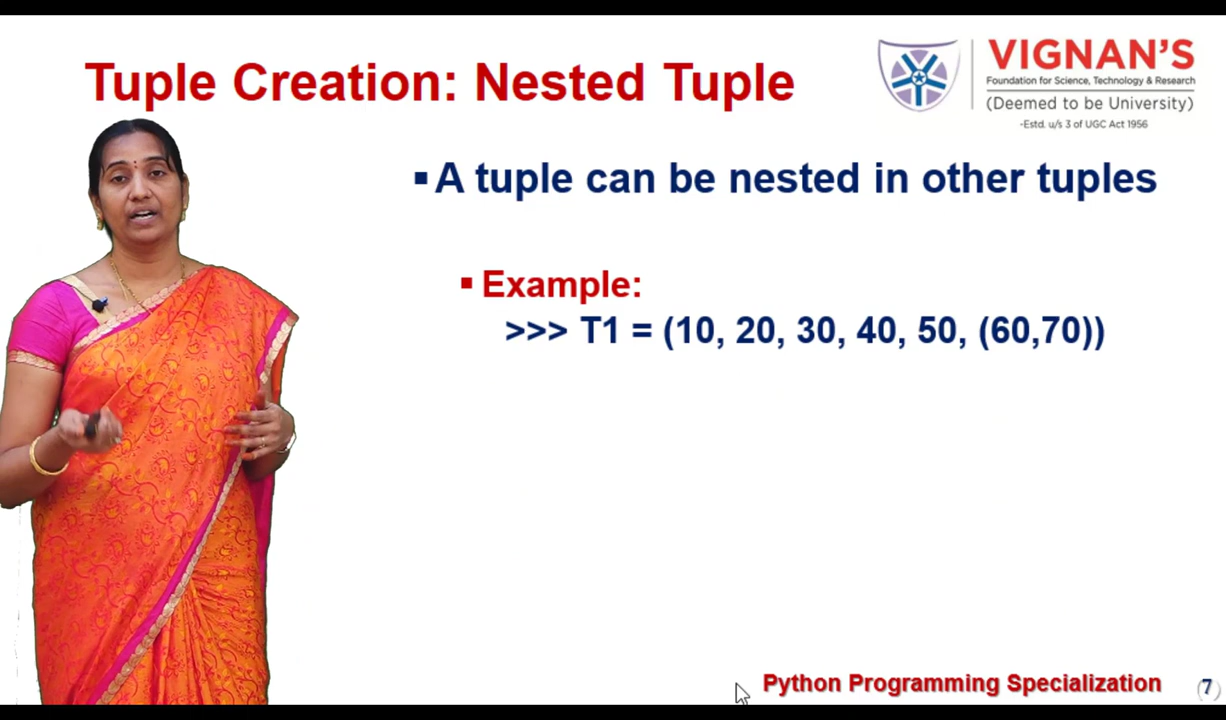 Tuple Creation: Nested Tuple
VIGNAN'S
Foundation for Science, Technology & Research
(Deemed to be University)
-Estd. u/s 3 of UGC Act 1956
▪A tuple can be nested in other tuples
▪ Example:
>>> T1 = (10, 20, 30, 40, 50, (60,70))
Python Programming Specialization
(7)